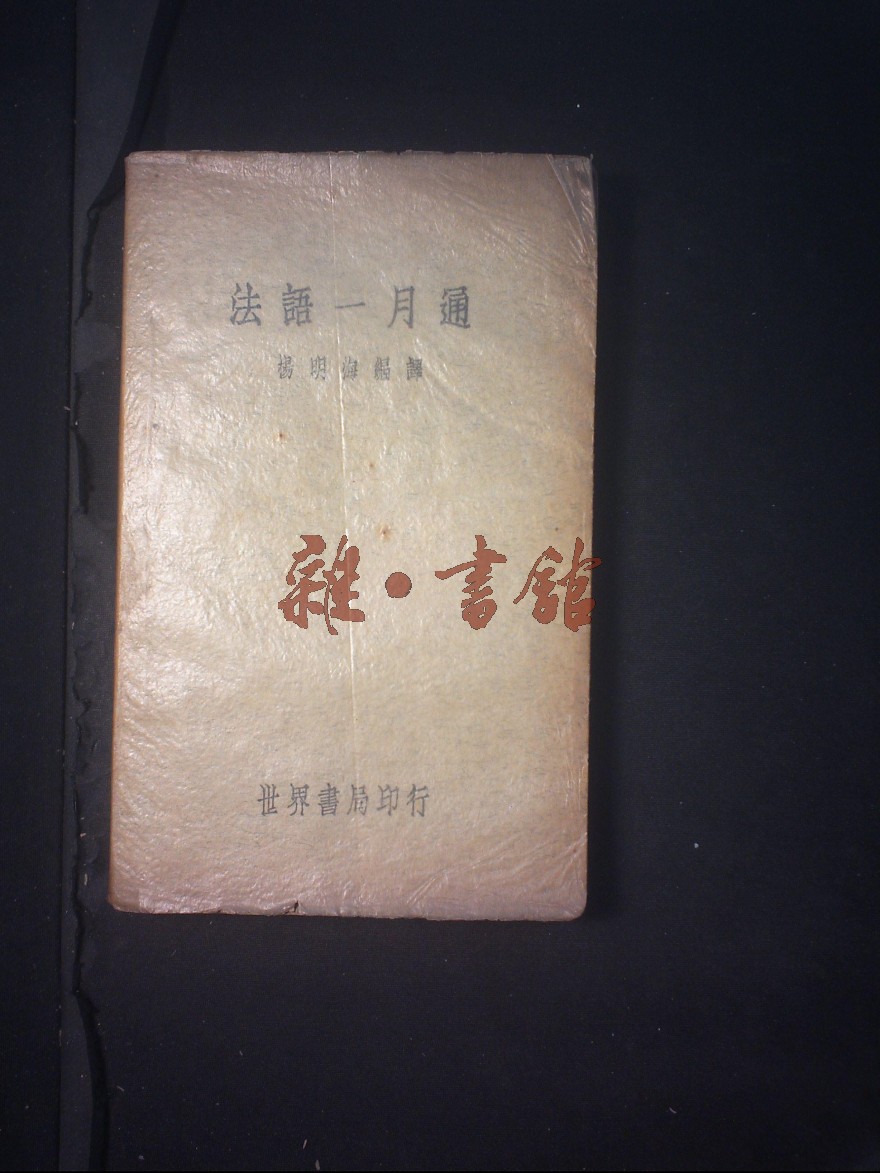 法語一月通
楊明海編譯
雜·書館
世界書局印行